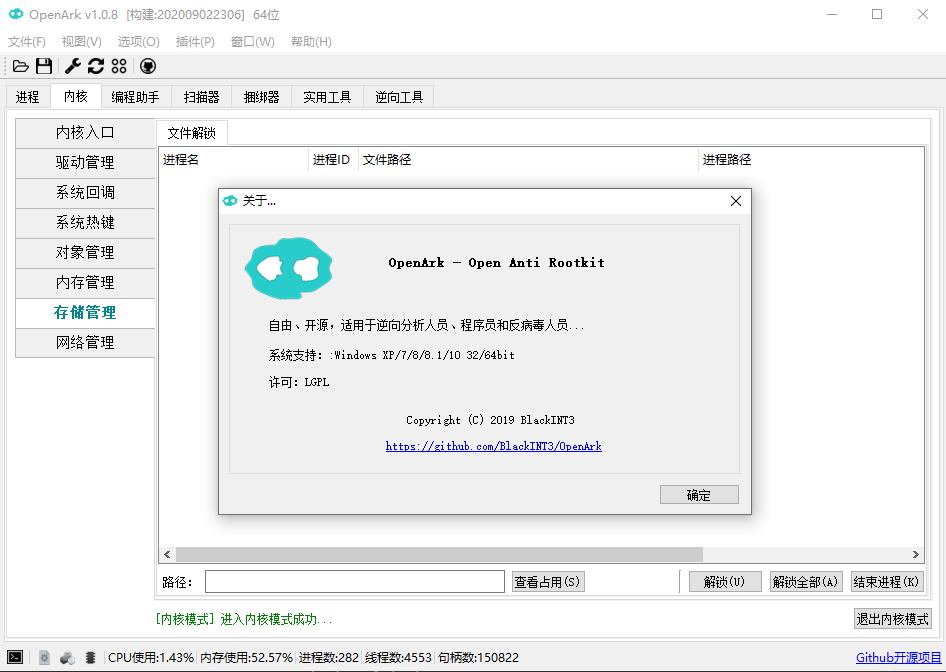 OpenArk v1.0.8 [构建:202009022306] 64位
文件(F) 视图(V) 选项(O) 插件(P) 窗口(W) 帮助(H)
进程 内核 编程助手 扫描器 捆绑器 实用工具 逆向工具
内核入口
驱动管理
系统回调
系统热键
对象管理
内存管理
存储管理
网络管理
文件解锁
进程名 进程ID 文件路径 进程路径
关于...
OpenArk - Open Anti Rootkit
自由、开源，适用于逆向分析人员、程序员和反病毒人员...
系统支持：:Windows XP/7/8/8.1/10 32/64bit
许可：LGPL
Copyright (C) 2019 BlackINT3
https://github.com/BlackINT3/OpenArk
确定
路径： 查看占用(S) 解锁(U) 解锁全部(A) 结束进程(K)
[内核模式] 进入内核模式成功... 退出内核模式
CPU使用:1.43% 内存使用:52.57% 进程数:282 线程数:4553 句柄数:150822 Github开源项目